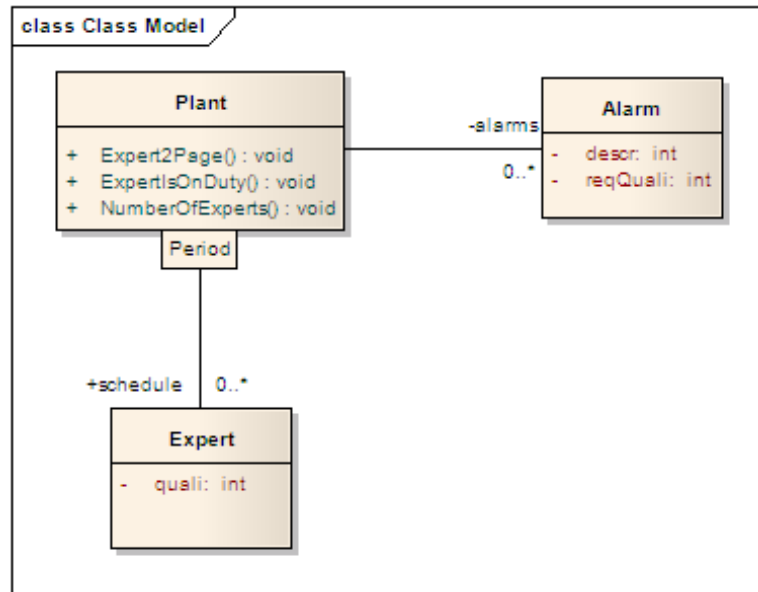 class Class Model
Plant
+ Expert2Page() : void
+ ExpertIsOnDuty() : void
+ NumberOfExperts() : void
Period
-alarms
0..*
Alarm
- descr: int
- reqQuali: int
+schedule 0..*
Expert
- quali: int